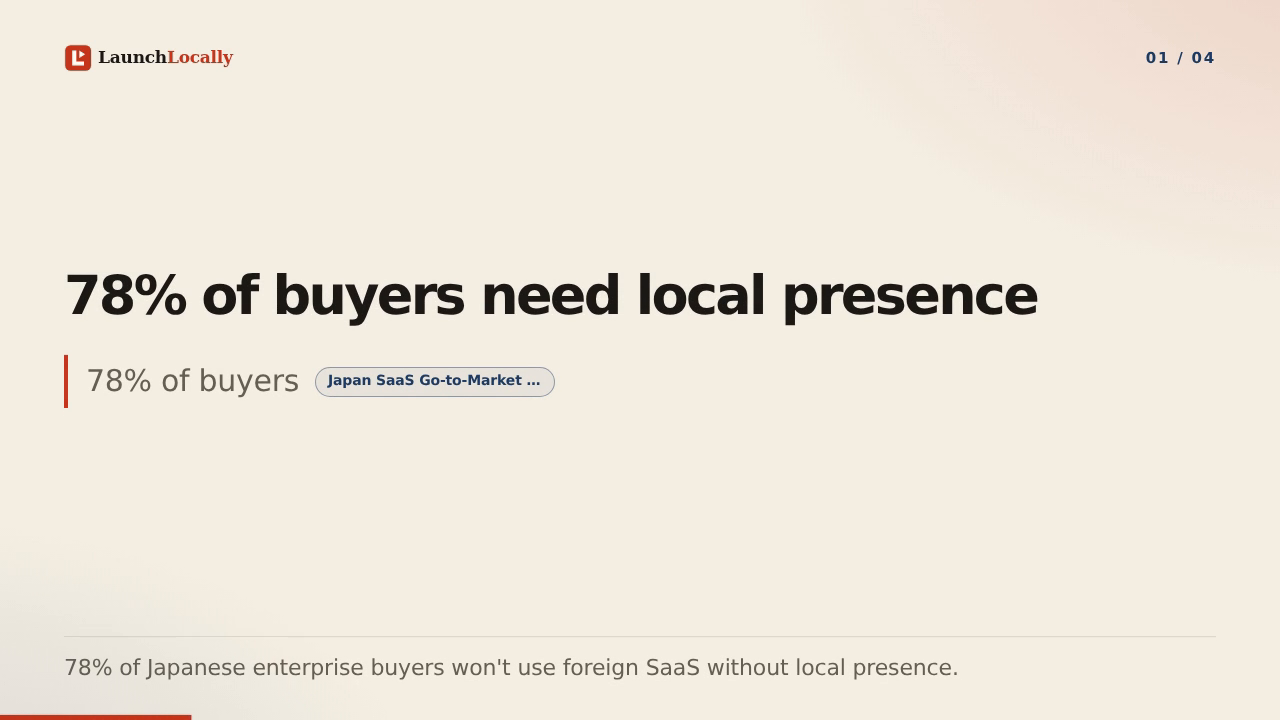 LaunchLocally
01 / 04
78% of buyers need local presence
78% of buyers
Japan SaaS Go-to-Market ...
78% of Japanese enterprise buyers won't use foreign SaaS without local presence.